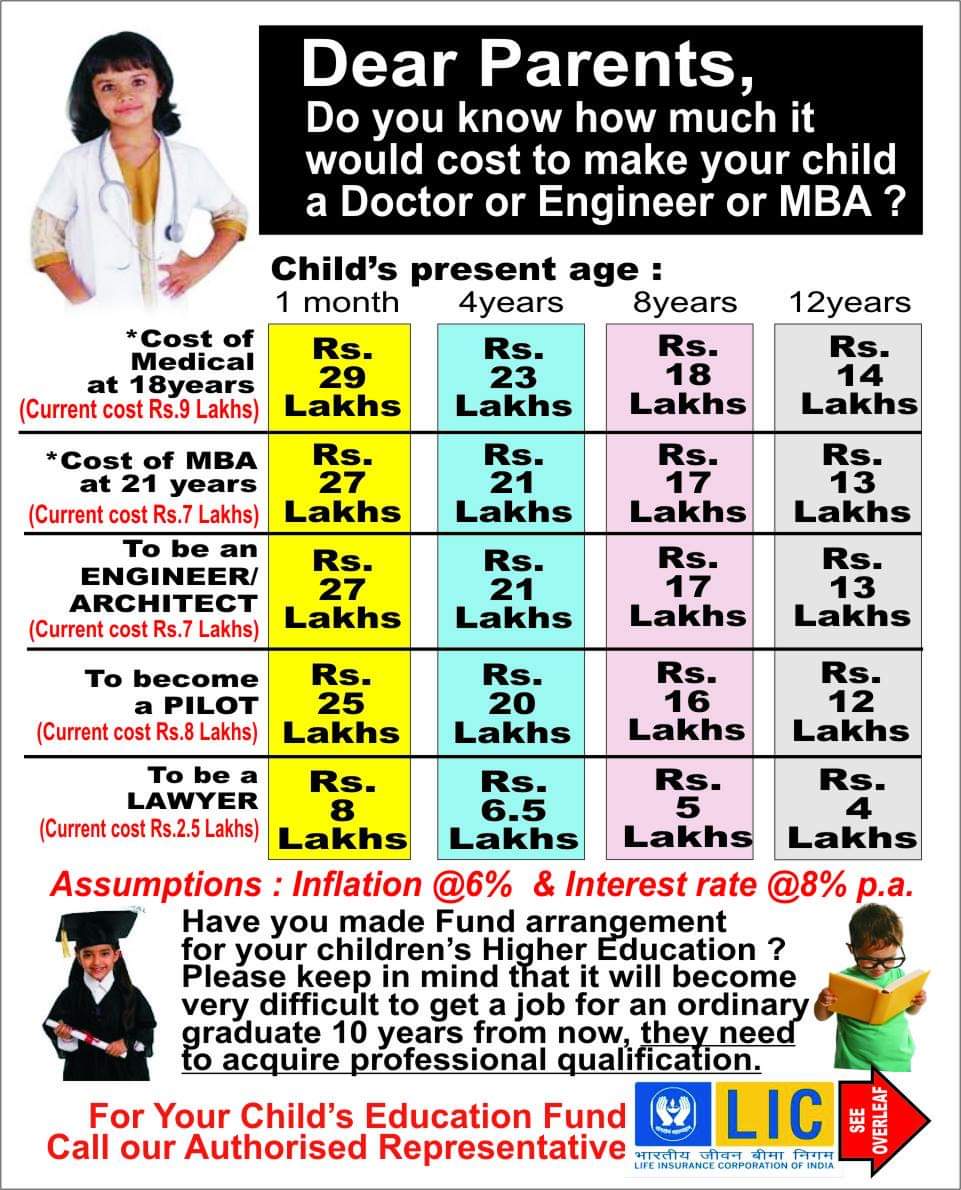 Dear Parents,
Do you know how much it
would cost to make your child
a Doctor or Engineer or MBA ?
Child's present age :
1 month 4years 8years 12years
*Cost of
Medical
at 18years
(Current cost Rs.9 Lakhs)
Rs.
29
Lakhs
Rs.
23
Lakhs
Rs.
18
Lakhs
Rs.
14
Lakhs
*Cost of MBA
at 21 years
(Current cost Rs.7 Lakhs)
Rs.
27
Lakhs
Rs.
21
Lakhs
Rs.
17
Lakhs
Rs.
13
Lakhs
To be an
ENGINEER/
ARCHITECT
(Current cost Rs.7 Lakhs)
Rs.
27
Lakhs
Rs.
21
Lakhs
Rs.
17
Lakhs
Rs.
13
Lakhs
To become
a PILOT
(Current cost Rs.8 Lakhs)
Rs.
25
Lakhs
Rs.
20
Lakhs
Rs.
16
Lakhs
Rs.
12
Lakhs
To be a
LAWYER
(Current cost Rs.2.5 Lakhs)
Rs.
8
Lakhs
Rs.
6.5
Lakhs
Rs.
5
Lakhs
Rs.
4
Lakhs
Assumptions : Inflation @6% & Interest rate @8% p.a.
Have you made Fund arrangement
for your children's Higher Education ?
Please keep in mind that it will become
very difficult to get a job for an ordinary
graduate 10 years from now, they need
to acquire professional qualification.
For Your Child's Education Fund
Call our Authorised Representative
LIC
भारतीय जीवन बीमा निगम
LIFE INSURANCE CORPORATION OF INDIA
SEE
OVERLEAF